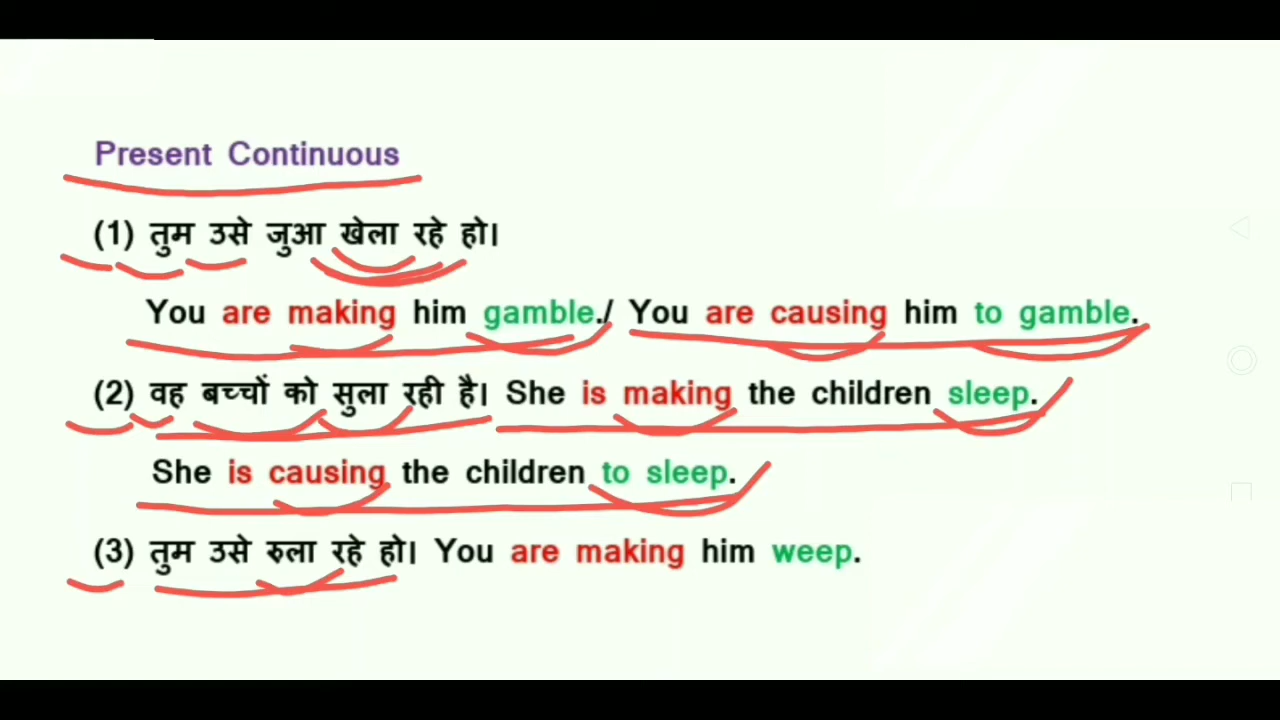 Present Continuous
(1) तुम उसे जुआ खेला रहे हो।
You are making him gamble./ You are causing him to gamble.
(2) वह बच्चों को सुला रही है। She is making the children sleep.
She is causing the children to sleep.
(3) तुम उसे रुला रहे हो। You are making him weep.